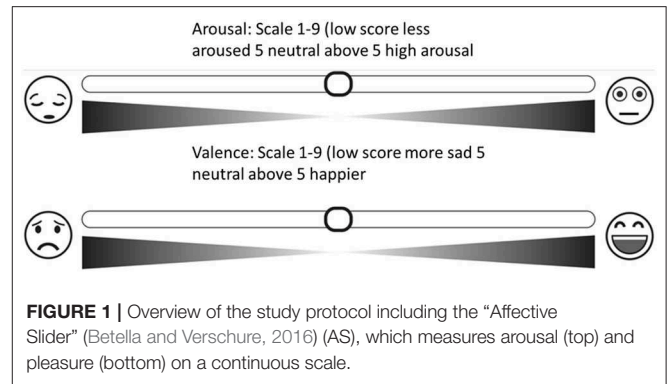 Arousal: Scale 1-9 (low score less
aroused 5 neutral above 5 high arousal
Valence: Scale 1-9 (low score more sad 5
neutral above 5 happier
FIGURE 1 | Overview of the study protocol including the “Affective
Slider” (Betella and Verschure, 2016) (AS), which measures arousal (top) and
pleasure (bottom) on a continuous scale.